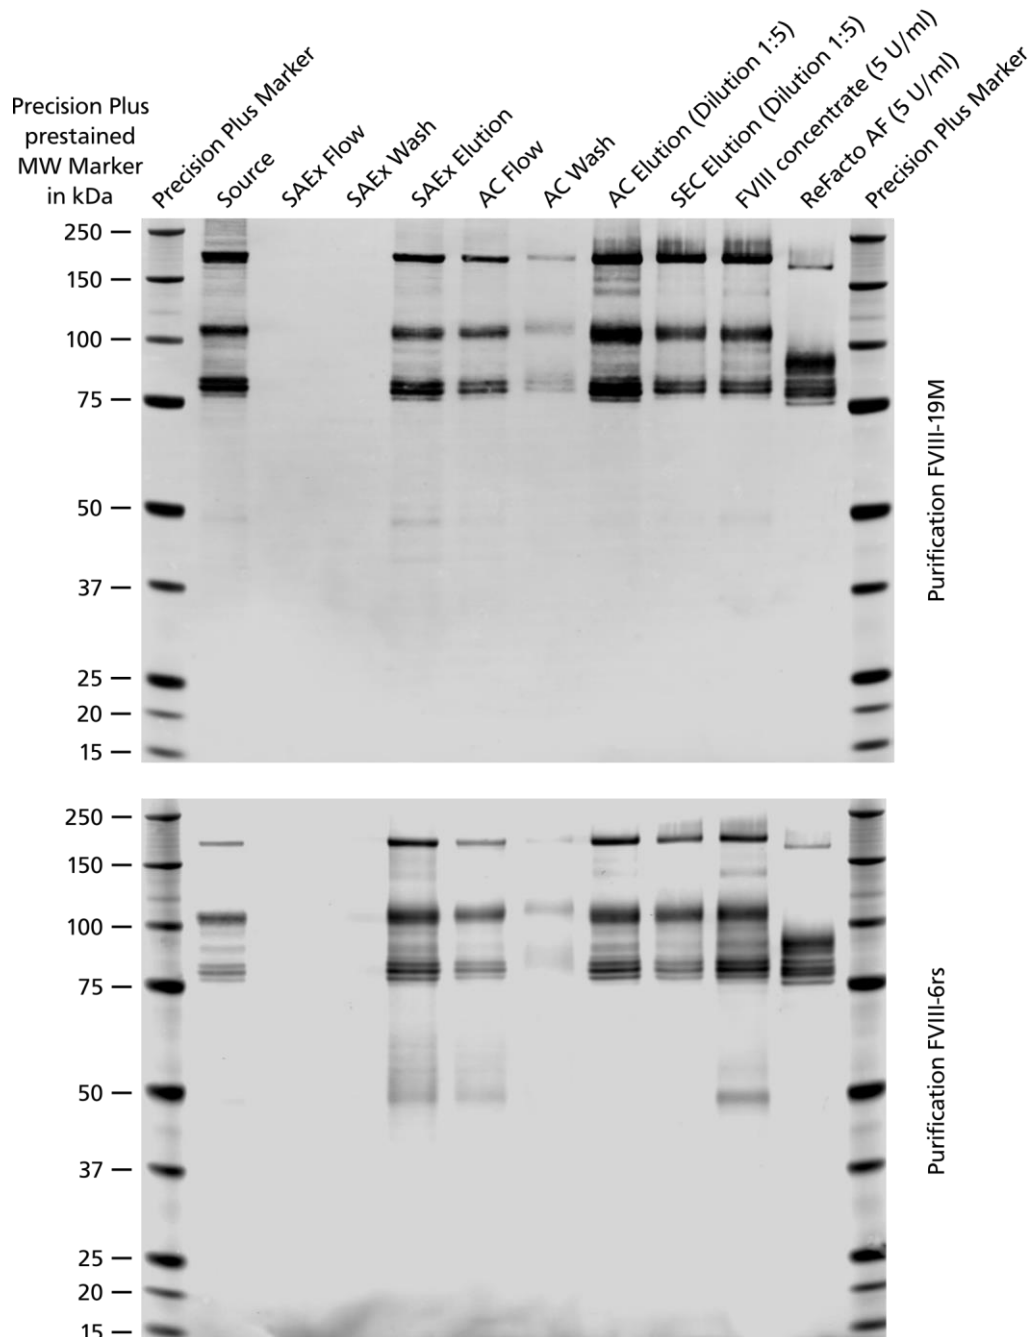 Precision Plus
prestained
MW Marker
in kDa
Precision Plus Marker
Source
SAEx Flow
SAEx Wash
SAEx Elution
AC Flow
AC Wash
AC Elution (Dilution 1:5)
SEC Elution (Dilution 1:5)
FVIII concentrate (5 U/ml)
ReFacto AF (5 U/ml)
Precision Plus Marker
250
150
100
75
50
37
25
20
15
Purification FVIII-19M
250
150
100
75
50
37
25
20
15
Purification FVIII-6rs